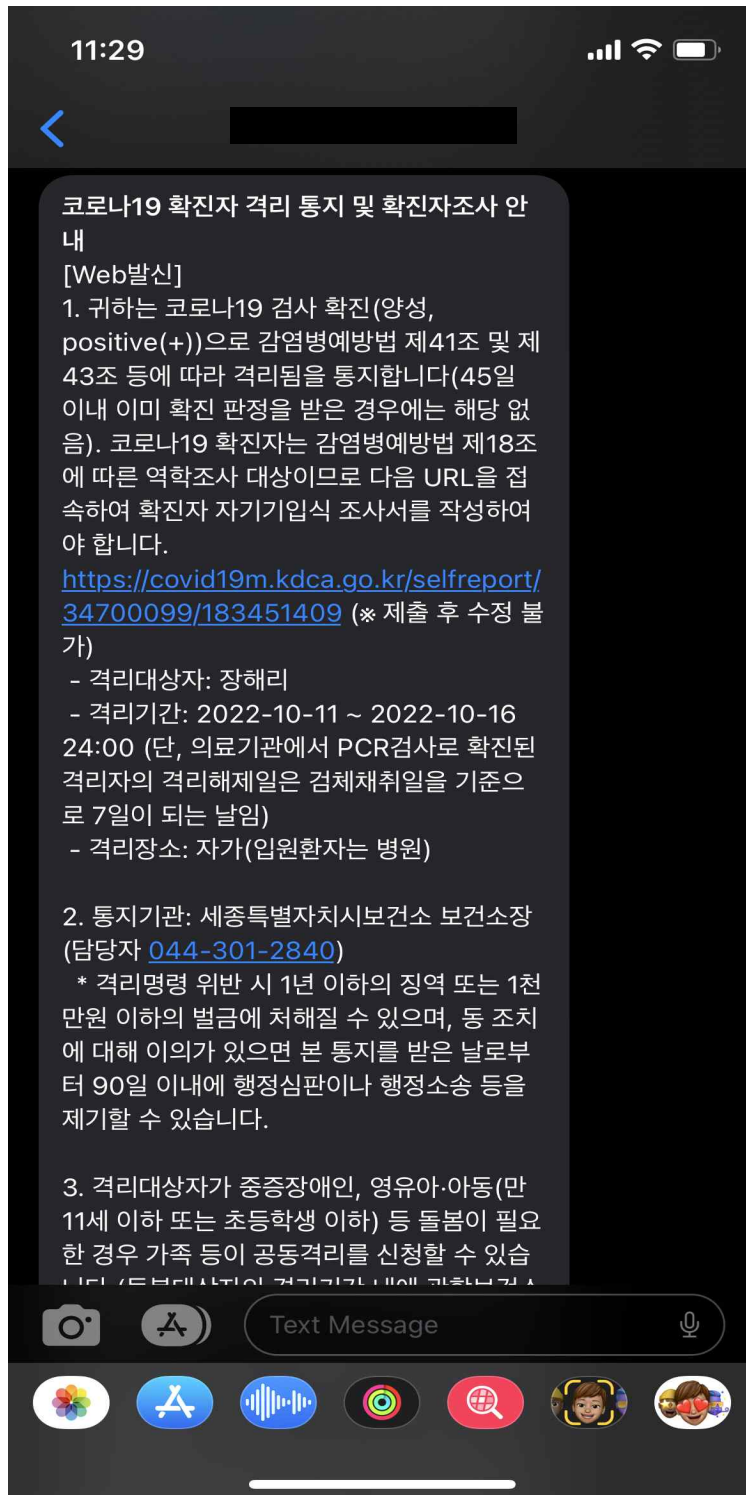 11:29
코로나19 확진자 격리 통지 및 확진자조사 안
내
[Web발신]
1. 귀하는 코로나19 검사 확진(양성,
positive(+))으로 감염병예방법 제41조 및 제
43조 등에 따라 격리됨을 통지합니다(45일
이내 이미 확진 판정을 받은 경우에는 해당 없
음). 코로나19 확진자는 감염병예방법 제18조
에 따른 역학조사 대상이므로 다음 URL을 접
속하여 확진자 자기기입식 조사서를 작성하여
야 합니다.
https://covid19m.kdca.go.kr/selfreport/
34700099/183451409 (※ 제출 후 수정 불
가)
- 격리대상자: 장해리
- 격리기간: 2022-10-11 ~ 2022-10-16
24:00 (단, 의료기관에서 PCR검사로 확진된
격리자의 격리해제일은 검체채취일을 기준으
로 7일이 되는 날임)
- 격리장소: 자가(입원환자는 병원)
2. 통지기관: 세종특별자치시보건소 보건소장
(담당자 044-301-2840)
* 격리명령 위반 시 1년 이하의 징역 또는 1천
만원 이하의 벌금에 처해질 수 있으며, 동 조치
에 대해 이의가 있으면 본 통지를 받은 날로부
터 90일 이내에 행정심판이나 행정소송 등을
제기할 수 있습니다.
3. 격리대상자가 중증장애인, 영유아·아동(만
11세 이하 또는 초등학생 이하) 등 돌봄이 필요
한 경우 가족 등이 공동격리를 신청할 수 있습
Text Message